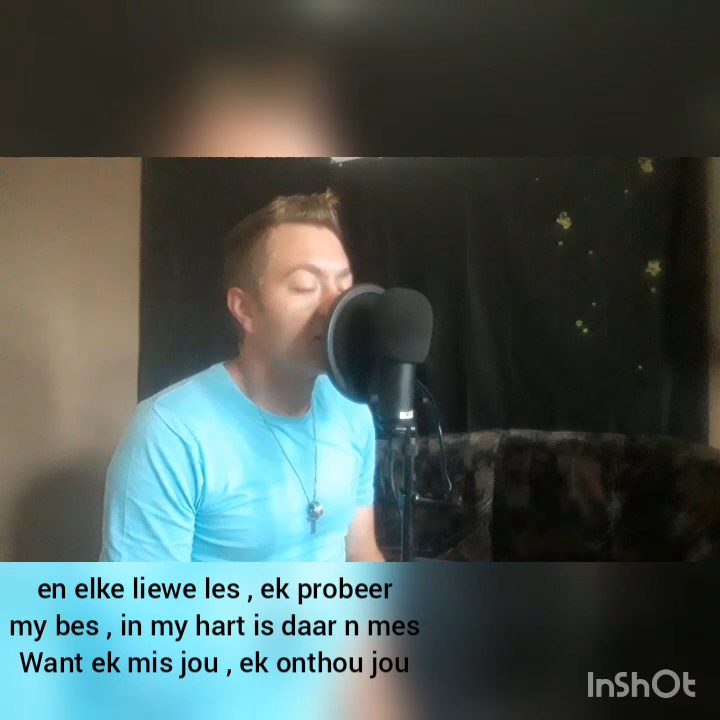 en elke liewe les , ek probeer
my bes , in my hart is daar n mes
Want ek mis jou , ek onthou jou
InShOt